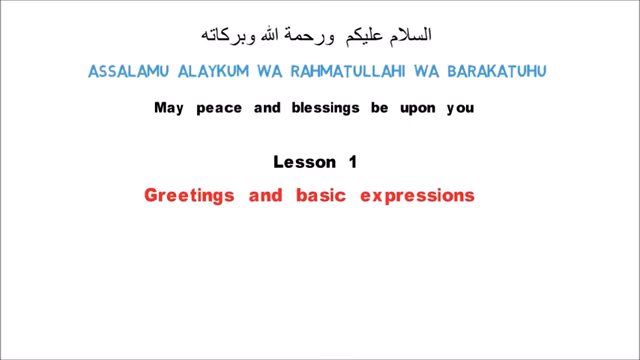 السلام عليكم ورحمة الله وبركاته
ASSALAMU ALAYKUM WA RAHMATULLAHI WA BARAKATUHU
May peace and blessings be upon you
Lesson 1
Greetings and basic expressions